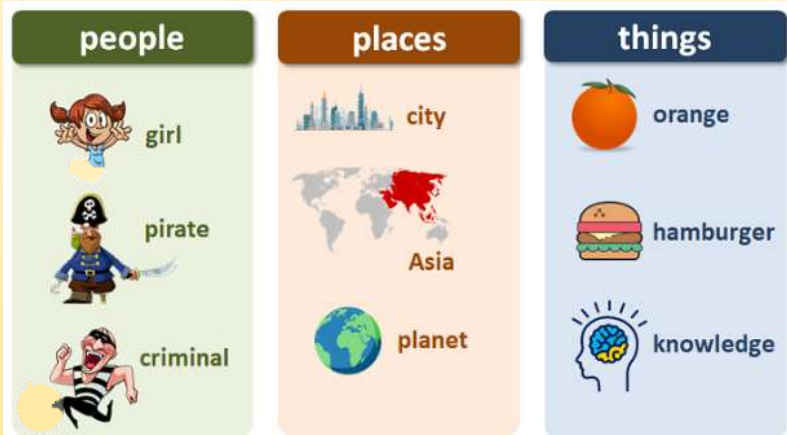 people
girl
pirate
criminal
places
city
Asia
planet
things
orange
hamburger
knowledge